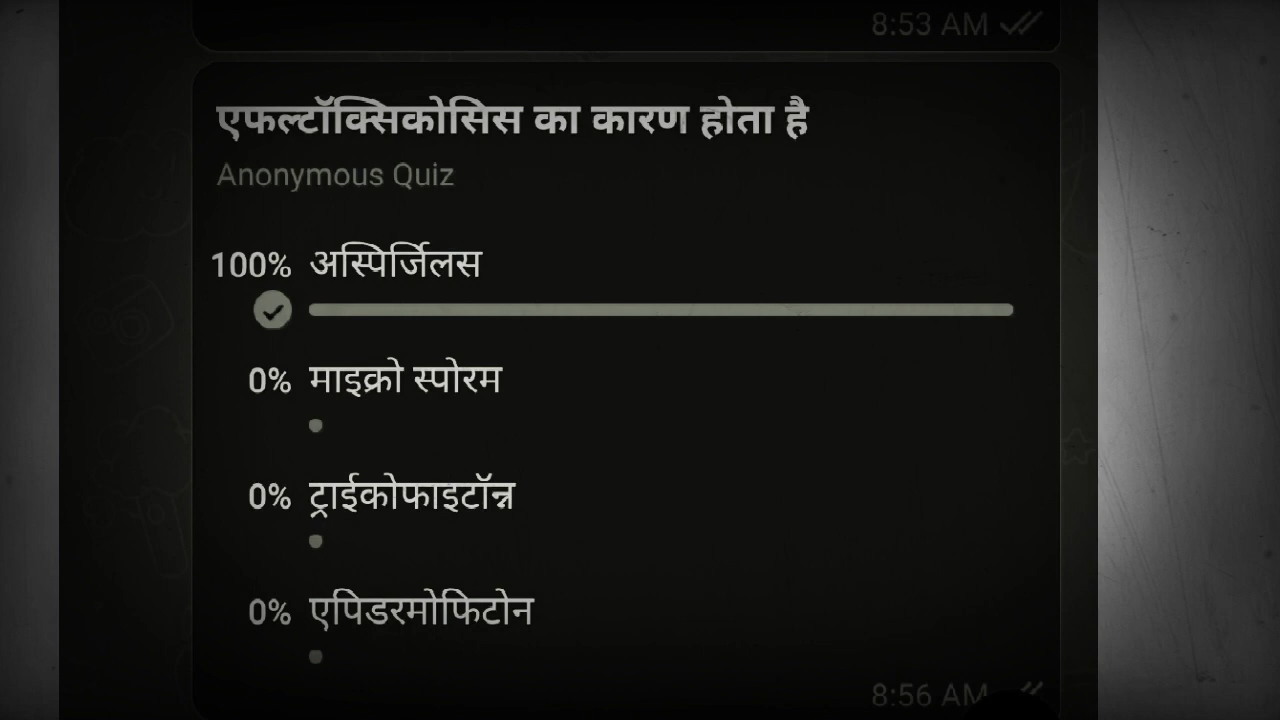 8:53 AM
एफल्टॉक्सिकोसिस का कारण होता है
Anonymous Quiz
100% अस्पिर्जिलस
0% माइक्रो स्पोरम
0% ट्राईकोफाइटॉन्न
0% एपिडरमोफिटोन
8:56 AM